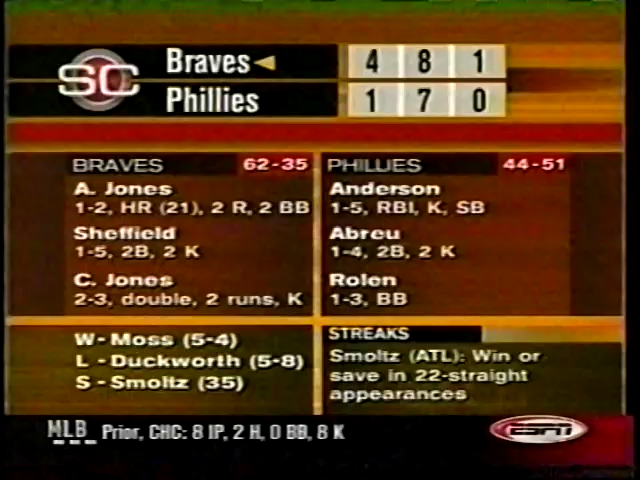 SC
Braves 4 8 1
Phillies 1 7 0
BRAVES 62-35
A. Jones
1-2, HR (21), 2 R, 2 BB
Sheffield
1-5, 2B, 2 K
C. Jones
2-3, double, 2 runs, K
PHILLIES 44-51
Anderson
1-5, RBI, K, SB
Abreu
1-4, 2B, 2 K
Rolen
1-3, BB
W- Moss (5-4)
L - Duckworth (5-8)
S - Smoltz (35)
STREAKS
Smoltz (ATL): Win or
save in 22-straight
appearances
MLB Prior, CHC: 8 IP, 2 H, 0 BB, 8 K
ESPN